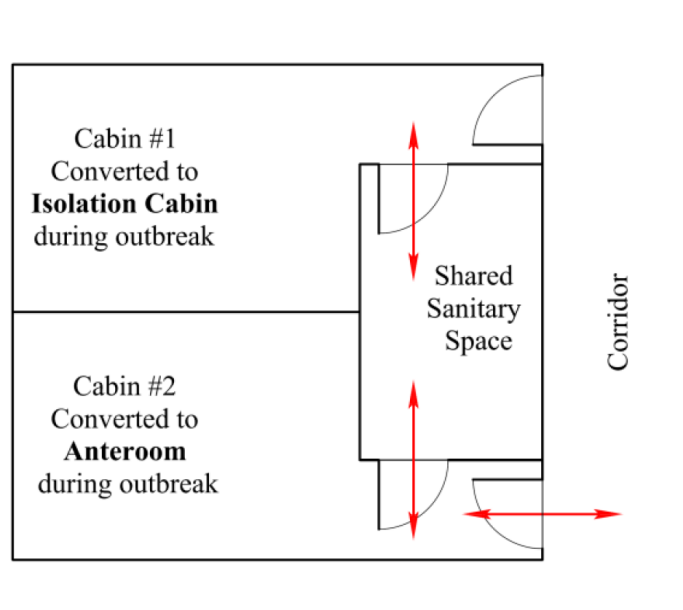 Cabin #1
Converted to
Isolation Cabin
during outbreak
Shared
Sanitary
Space
Corridor
Cabin #2
Converted to
Anteroom
during outbreak